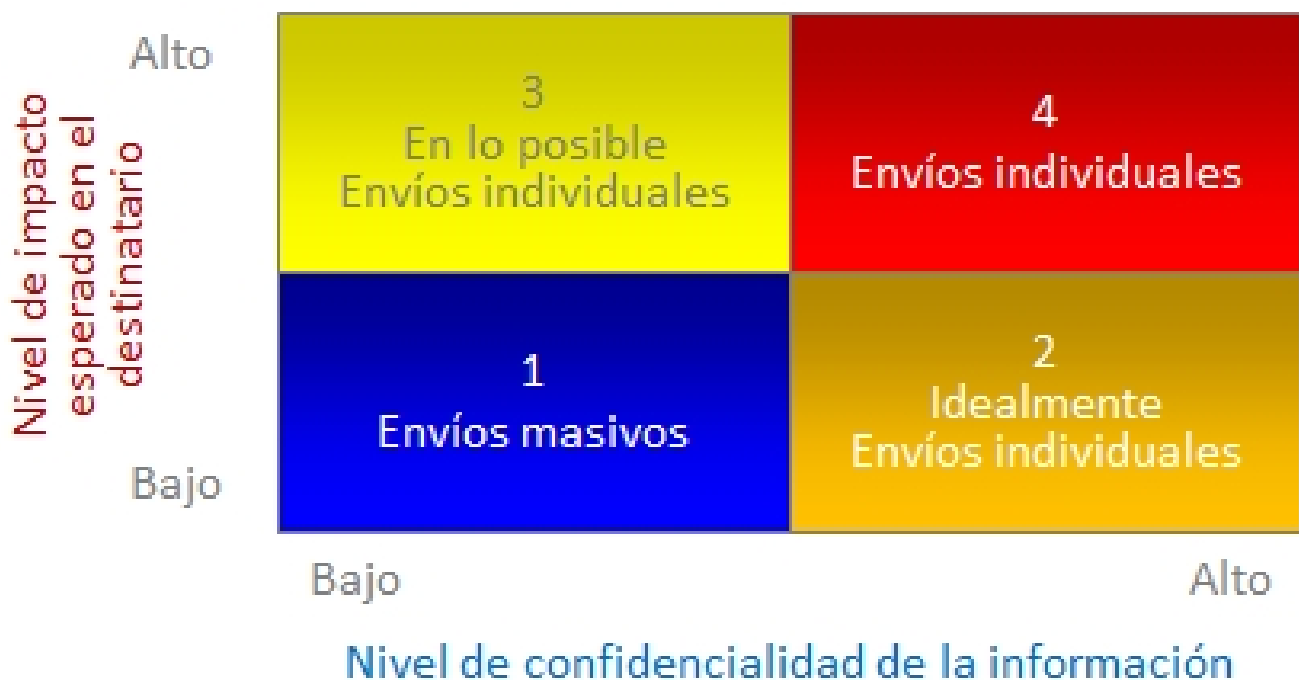 Alto
Nivel de impacto
esperado en el
destinatario
Bajo
3
En lo posible
Envíos individuales
4
Envíos individuales
1
Envíos masivos
2
Idealmente
Envíos individuales
Bajo
Alto
Nivel de confidencialidad de la información